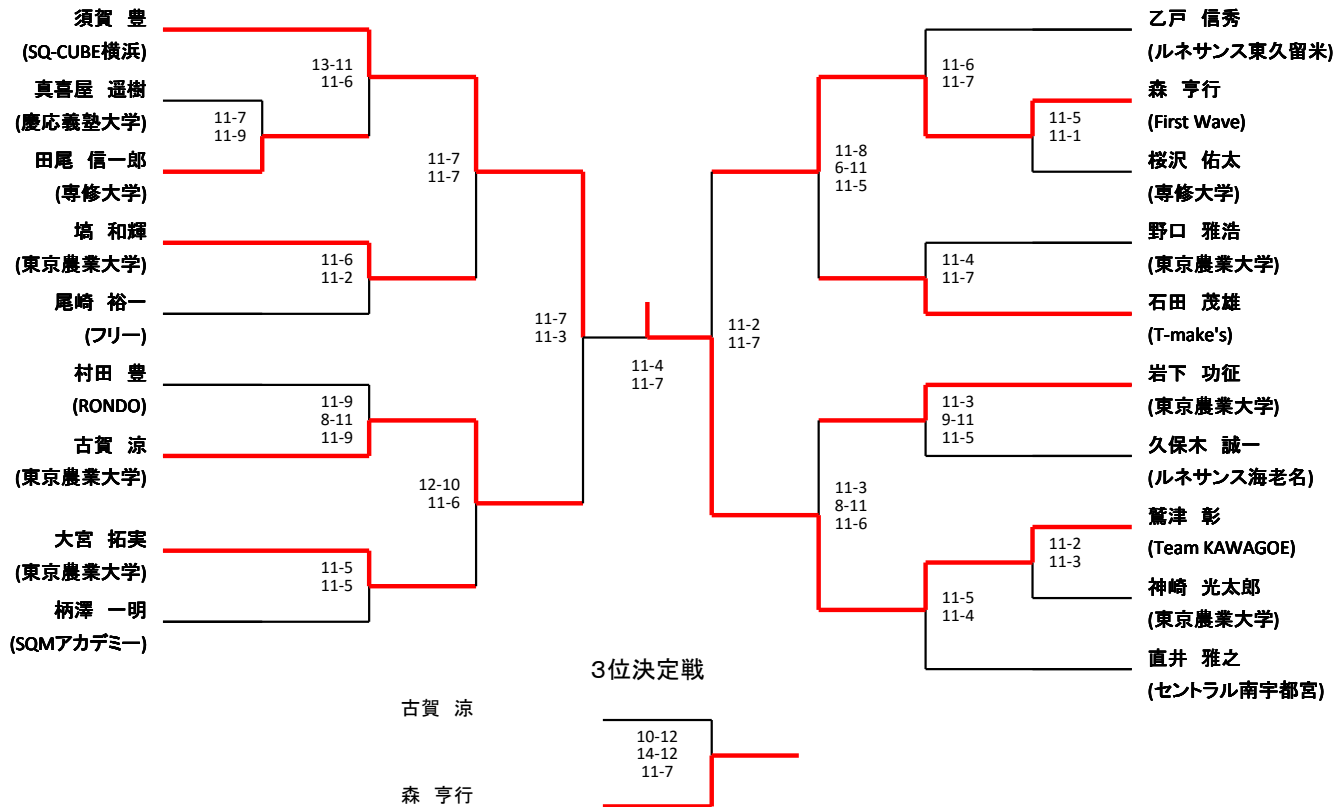 須賀 豊
(SQ-CUBE横浜)
真喜屋 遥樹
(慶応義塾大学)
田尾 信一郎
(専修大学)
塙 和輝
(東京農業大学)
尾崎 裕一
(フリー)
村田 豊
(RONDO)
古賀 涼
(東京農業大学)
大宮 拓実
(東京農業大学)
柄澤 一明
(SQMアカデミー)
13-11
11-6
11-7
11-9
11-6
11-2
11-9
8-11
11-9
11-5
11-5
11-7
11-7
12-10
11-6
11-7
11-3
11-4
11-7
11-2
11-7
11-8
6-11
11-5
11-3
8-11
11-6
11-6
11-7
11-4
11-7
11-3
9-11
11-5
11-5
11-4
11-5
11-1
11-2
11-3
乙戸 信秀
(ルネサンス東久留米)
森 亨行
(First Wave)
桜沢 佑太
(専修大学)
野口 雅浩
(東京農業大学)
石田 茂雄
(T-make's)
岩下 功征
(東京農業大学)
久保木 誠一
(ルネサンス海老名)
鷲津 彰
(Team KAWAGOE)
神崎 光太郎
(東京農業大学)
直井 雅之
(セントラル南宇都宮)
3位決定戦
古賀 涼
10-12
14-12
11-7
森 亨行